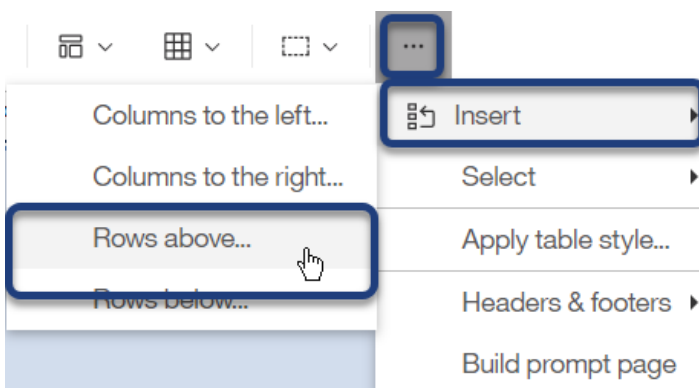 ...
Columns to the left...
Columns to the right...
Rows above...
Rows below...
Insert
Select
Apply table style...
Headers & footers
Build prompt page